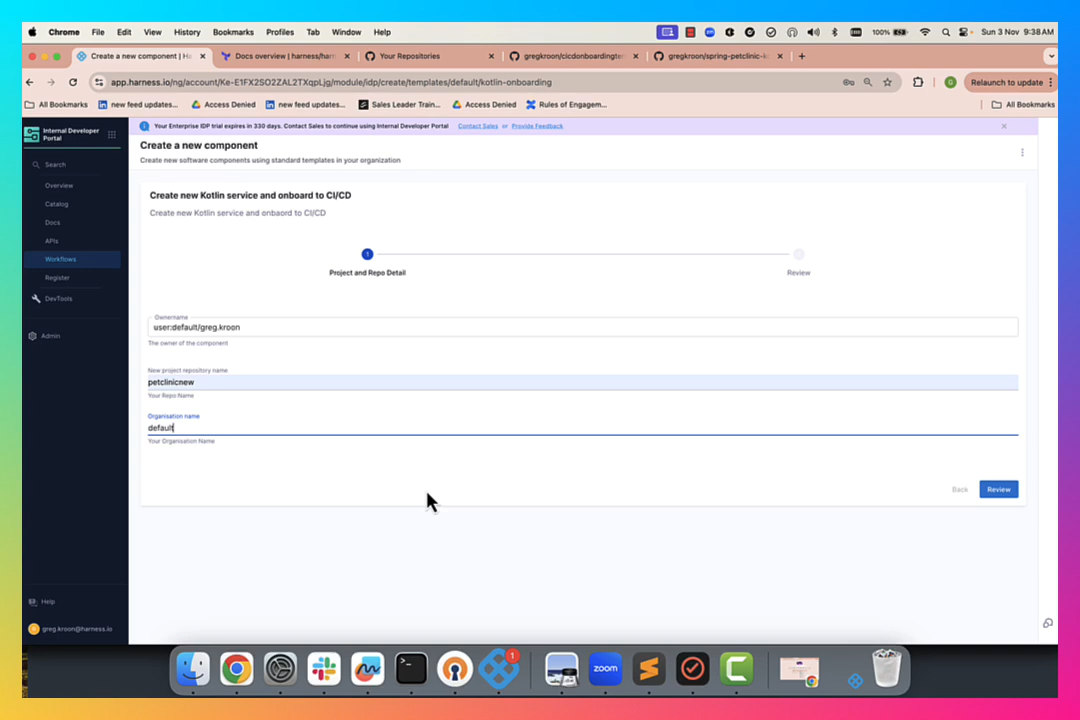 Chrome File Edit View History Bookmarks Profiles Tab Window Help 100% Sun 3 Nov 9:38 AM
Create a new component | Ha Docs overview | harness/harn Your Repositories gregkroon/cicdonboardingter gregkroon/spring-petclinic-k
app.harness.io/ng/account/Ke-E1FX2SO2ZAL2TXqpLjg/module/idp/create/templates/default/kotlin-onboarding G Relaunch to update
All Bookmarks new feed updates... Access Denied new feed updates... Sales Leader Train... Access Denied Rules of Engagem... All Bookmarks
Internal Developer Portal
Your Enterprise IDP trial expires in 330 days. Contact Sales to continue using Internal Developer Portal Contact Sales or Provide Feedback
Search
Overview
Catalog
Docs
APIs
Workflows
Register
DevTools
Admin
Help
greg.kroon@harness.io
Create a new component
Create new software components using standard templates in your organization
Create new Kotlin service and onboard to CI/CD
Create new Kotlin service and onbaord to CI/CD
1
Project and Repo Detail Review
Ownername
user:default/greg.kroon
The owner of the component
New project repository name
petclinicnew
Your Repo Name
Organisation name
default
Your Organisation Name
Back Review
zoom
1